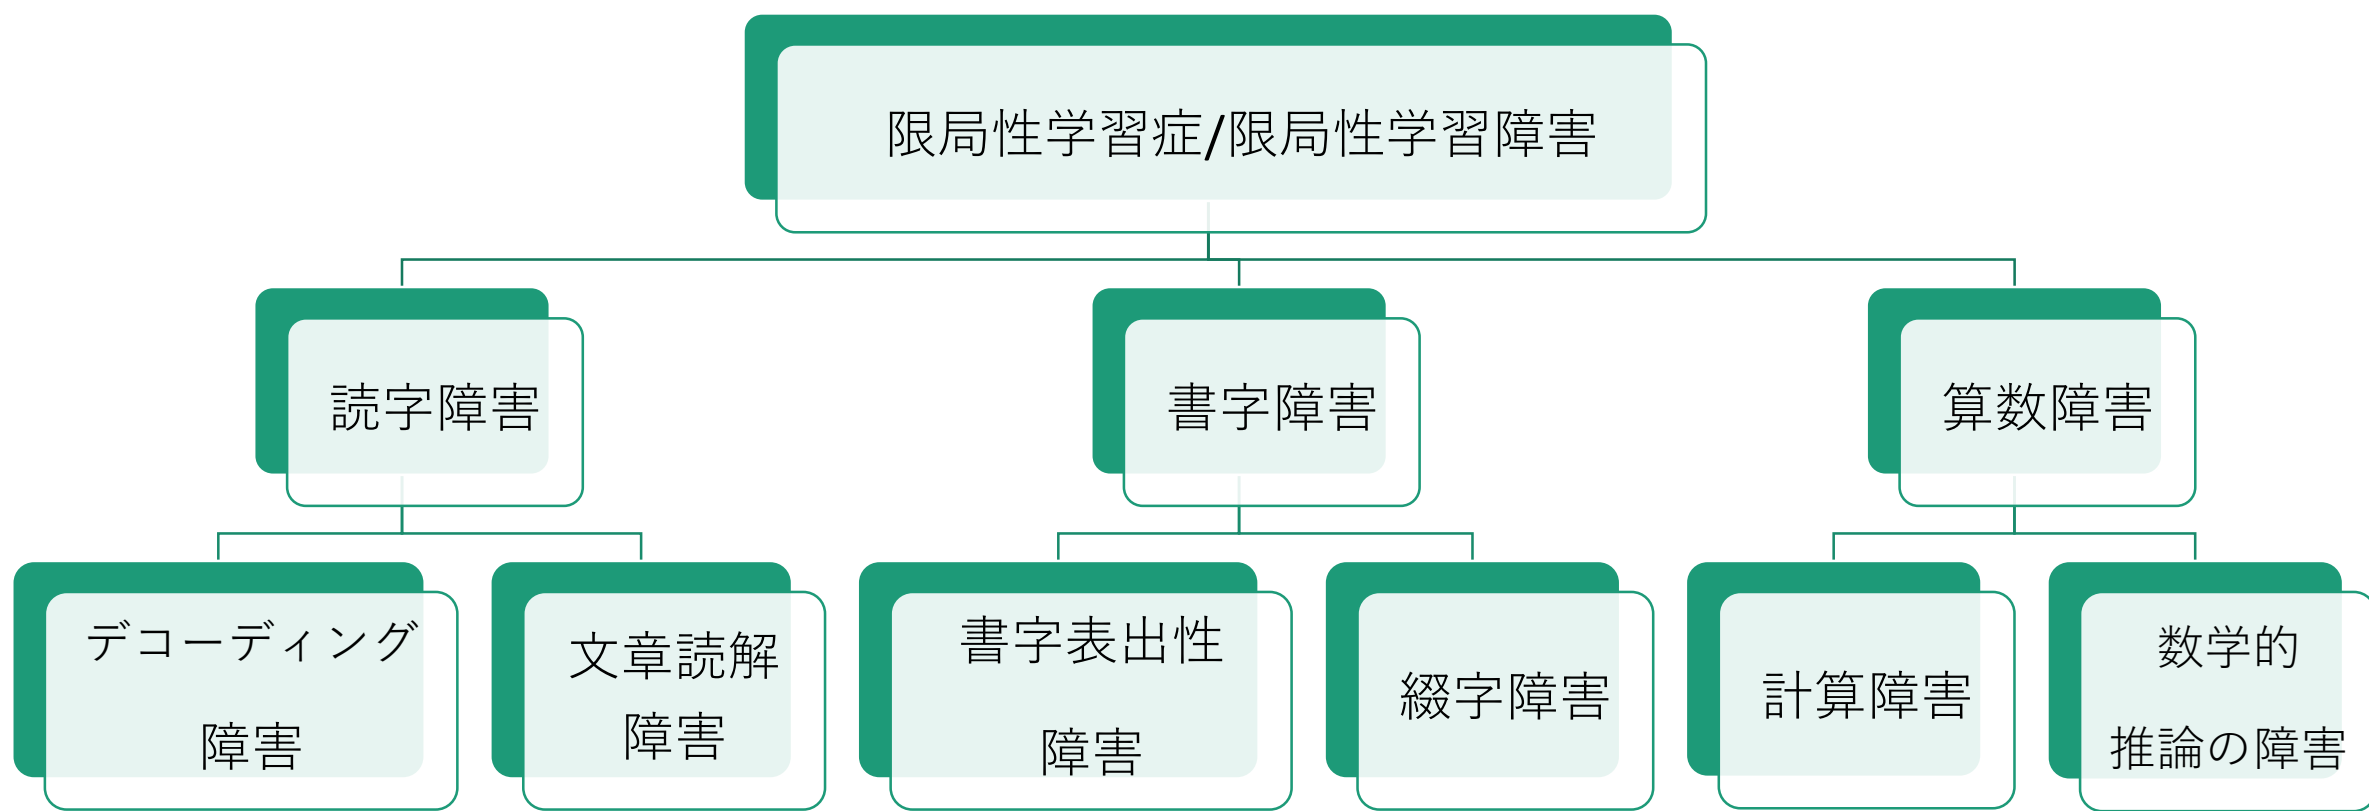 限局性学習症/限局性学習障害
読字障害
書字障害
算数障害
デコーディング
障害
文章読解
障害
書字表出性
障害
綴字障害
計算障害
数学的
推論の障害